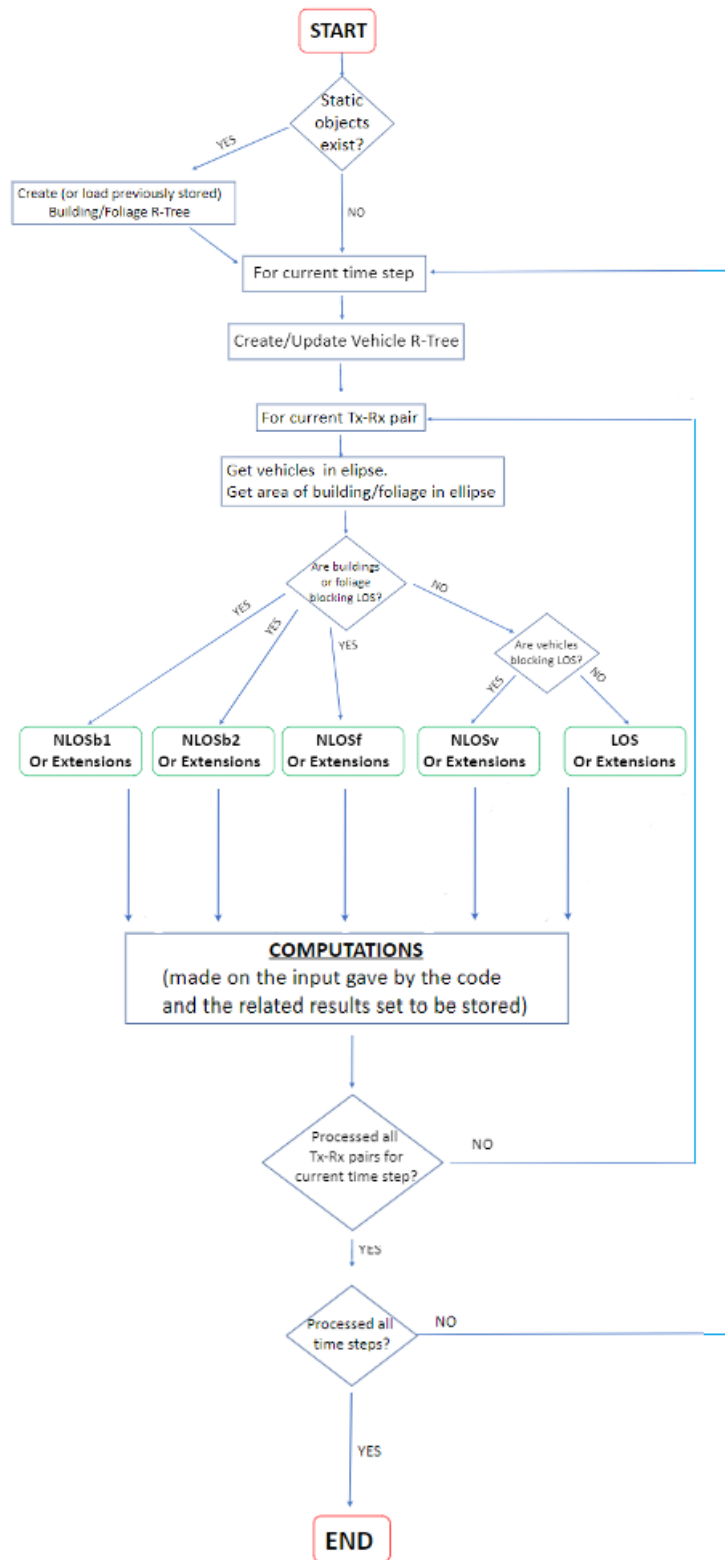 START
Static
objects
exist?
YES
Create (or load previously stored)
Building/Foliage R-Tree
NO
For current time step
Create/Update Vehicle R-Tree
For current Tx-Rx pair
Get vehicles in elipse.
Get area of building/foliage in ellipse
Are buildings
or foliage
blocking LOS?
YES
YES
YES
NO
Are vehicles
blocking LOS?
YES
NO
NLOSb1
Or Extensions
NLOSb2
Or Extensions
NLOSf
Or Extensions
NLOSv
Or Extensions
LOS
Or Extensions
COMPUTATIONS
(made on the input gave by the code
and the related results set to be stored)
Processed all
Tx-Rx pairs for
current time step?
NO
YES
Processed all
time steps?
NO
YES
END